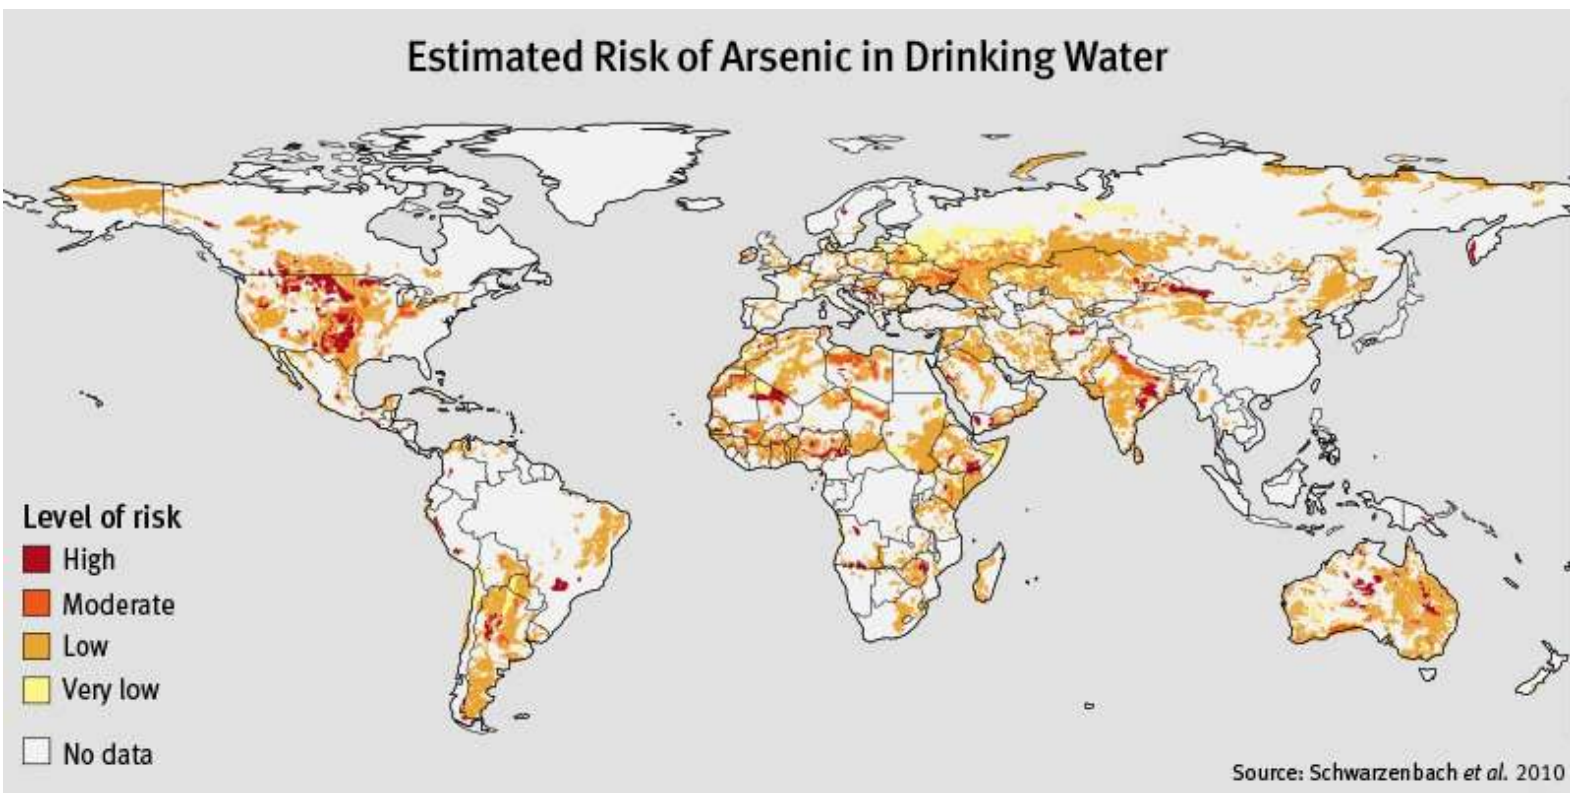 Estimated Risk of Arsenic in Drinking Water
Level of risk
High
Moderate
Low
Very low
No data
Source: Schwarzenbach et al. 2010